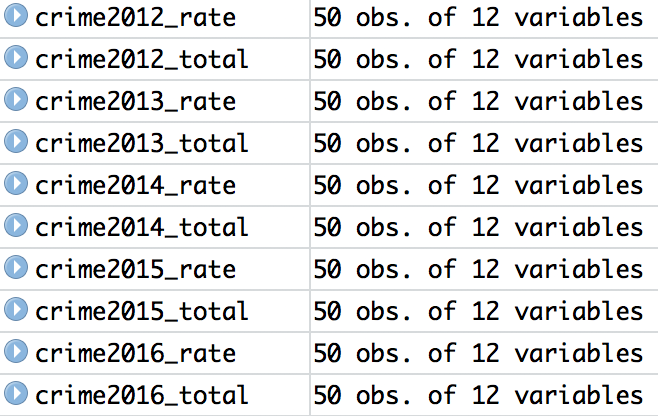 crime2012_rate 50 obs. of 12 variables
crime2012_total 50 obs. of 12 variables
crime2013_rate 50 obs. of 12 variables
crime2013_total 50 obs. of 12 variables
crime2014_rate 50 obs. of 12 variables
crime2014_total 50 obs. of 12 variables
crime2015_rate 50 obs. of 12 variables
crime2015_total 50 obs. of 12 variables
crime2016_rate 50 obs. of 12 variables
crime2016_total 50 obs. of 12 variables